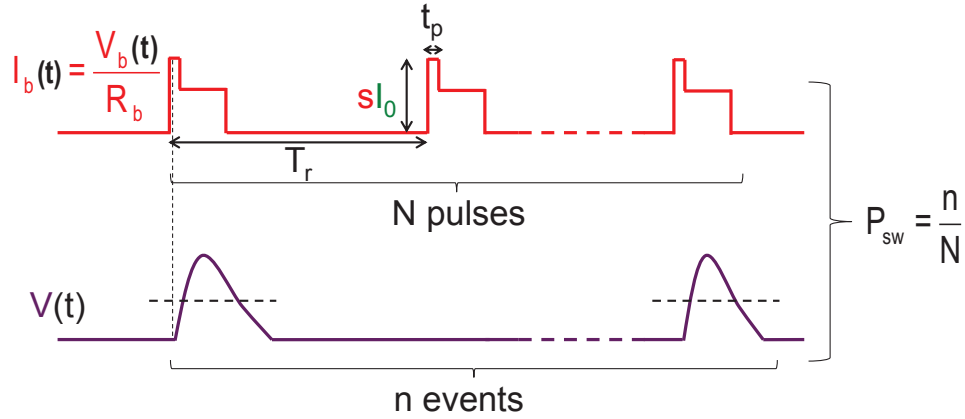 t_p
I_b(t) = V_b(t) / R_b
sI_0
T_r
N pulses
P_sw = n / N
V(t)
n events